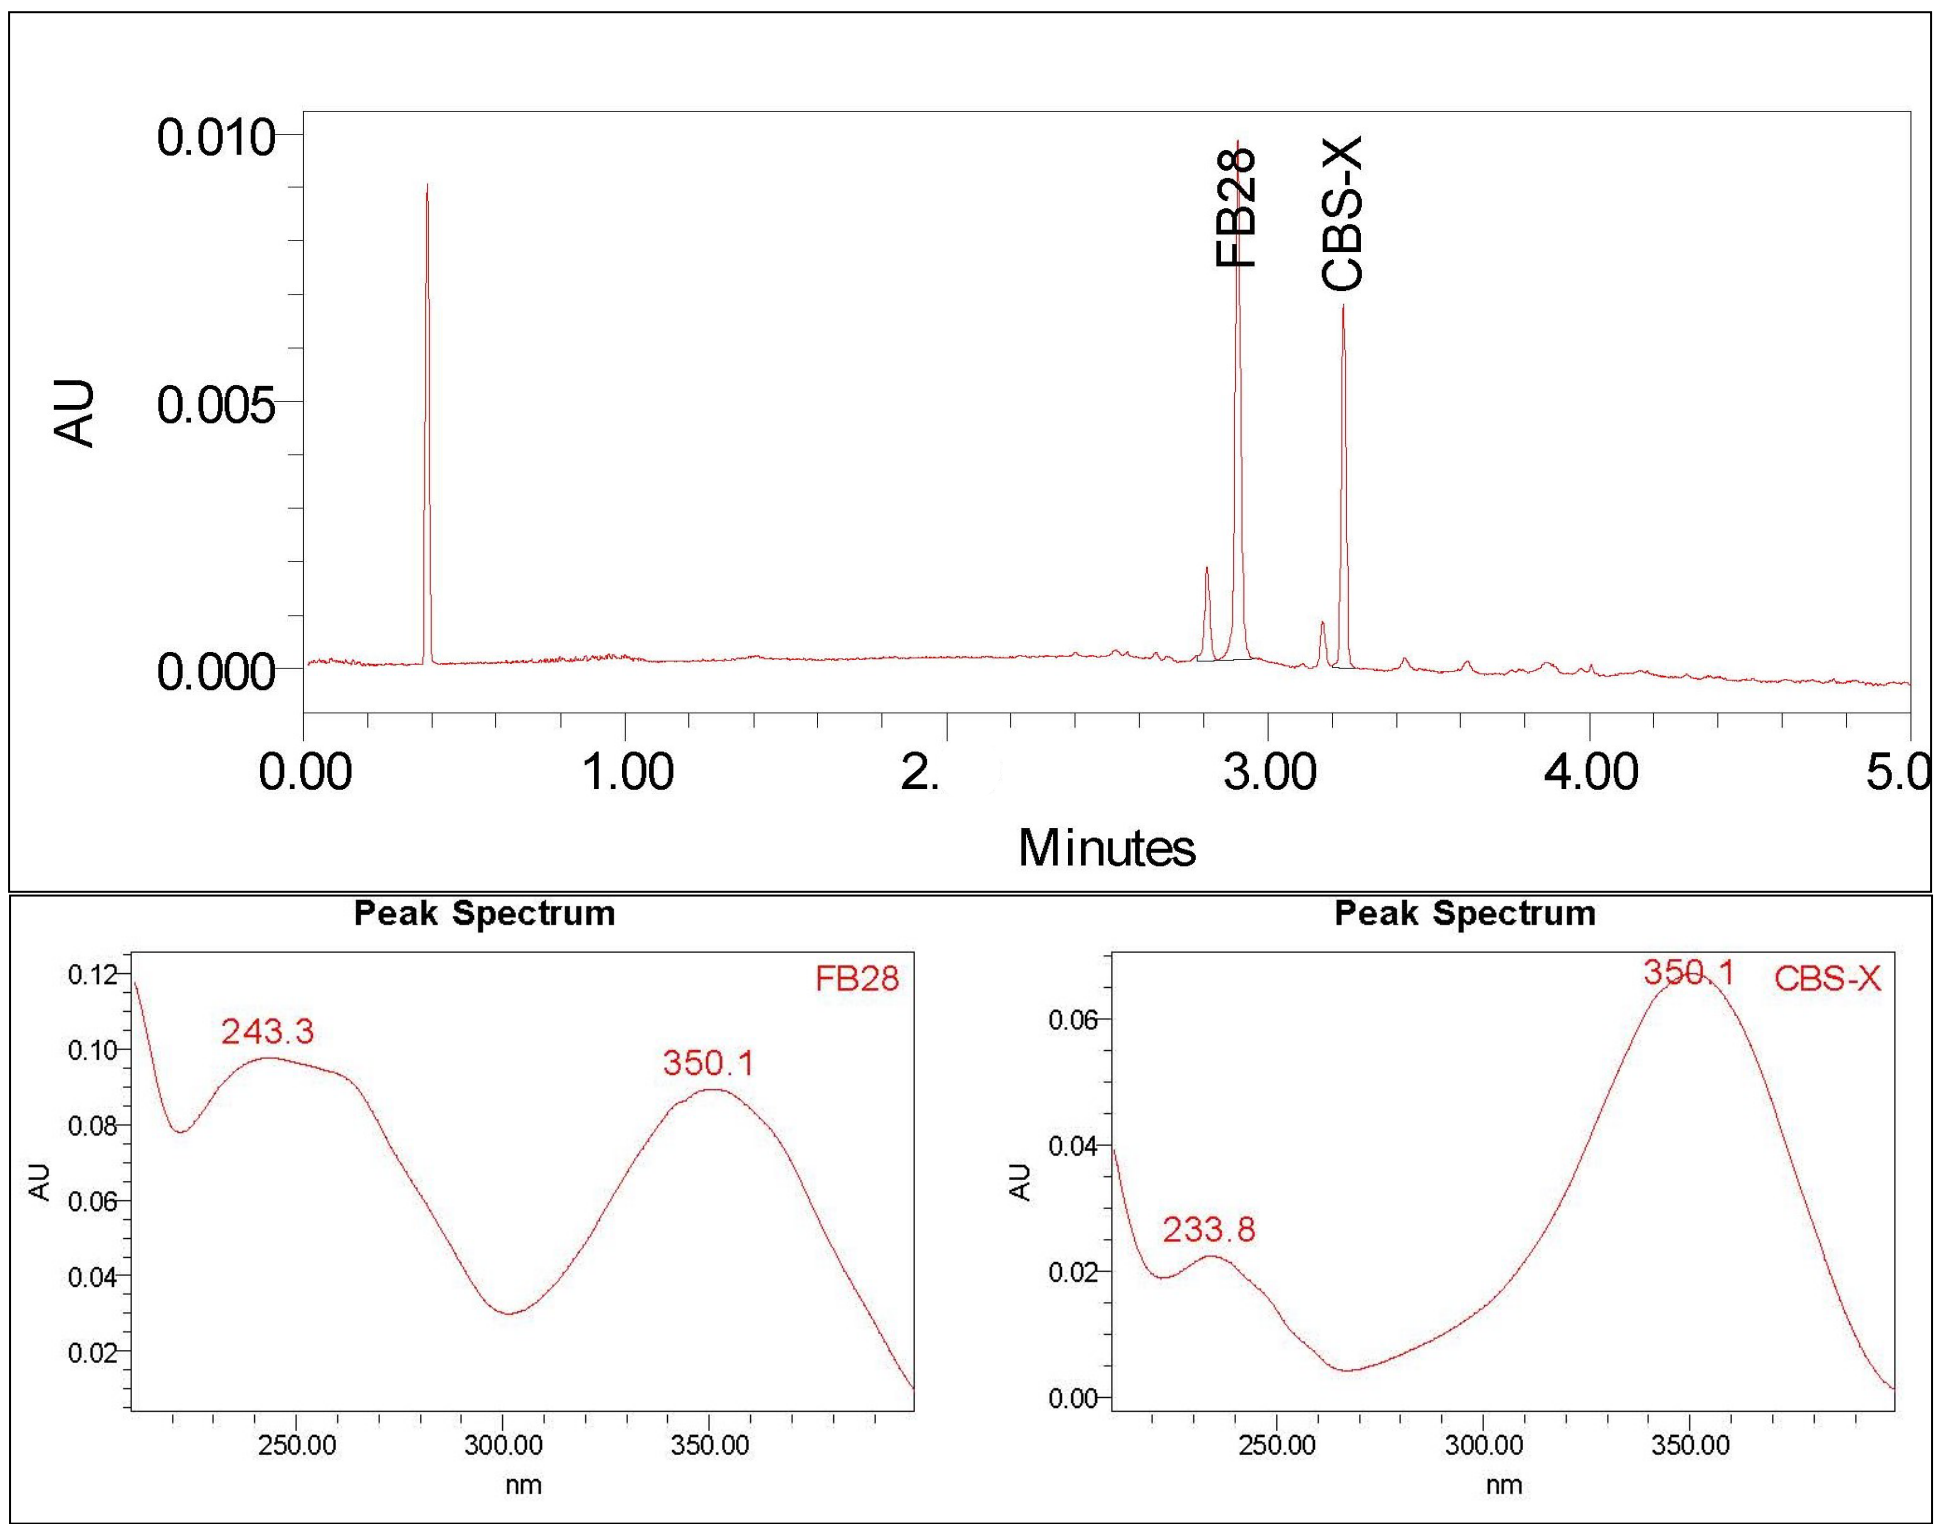 0.010
0.005
0.000
AU
FB28
CBS-X
0.00 1.00 2. 3.00 4.00 5.0
Minutes
Peak Spectrum
FB28
243.3
350.1
0.12
0.10
0.08
0.06
0.04
0.02
AU
250.00 300.00 350.00
nm
Peak Spectrum
350.1 CBS-X
233.8
0.06
0.04
0.02
0.00
AU
250.00 300.00 350.00
nm